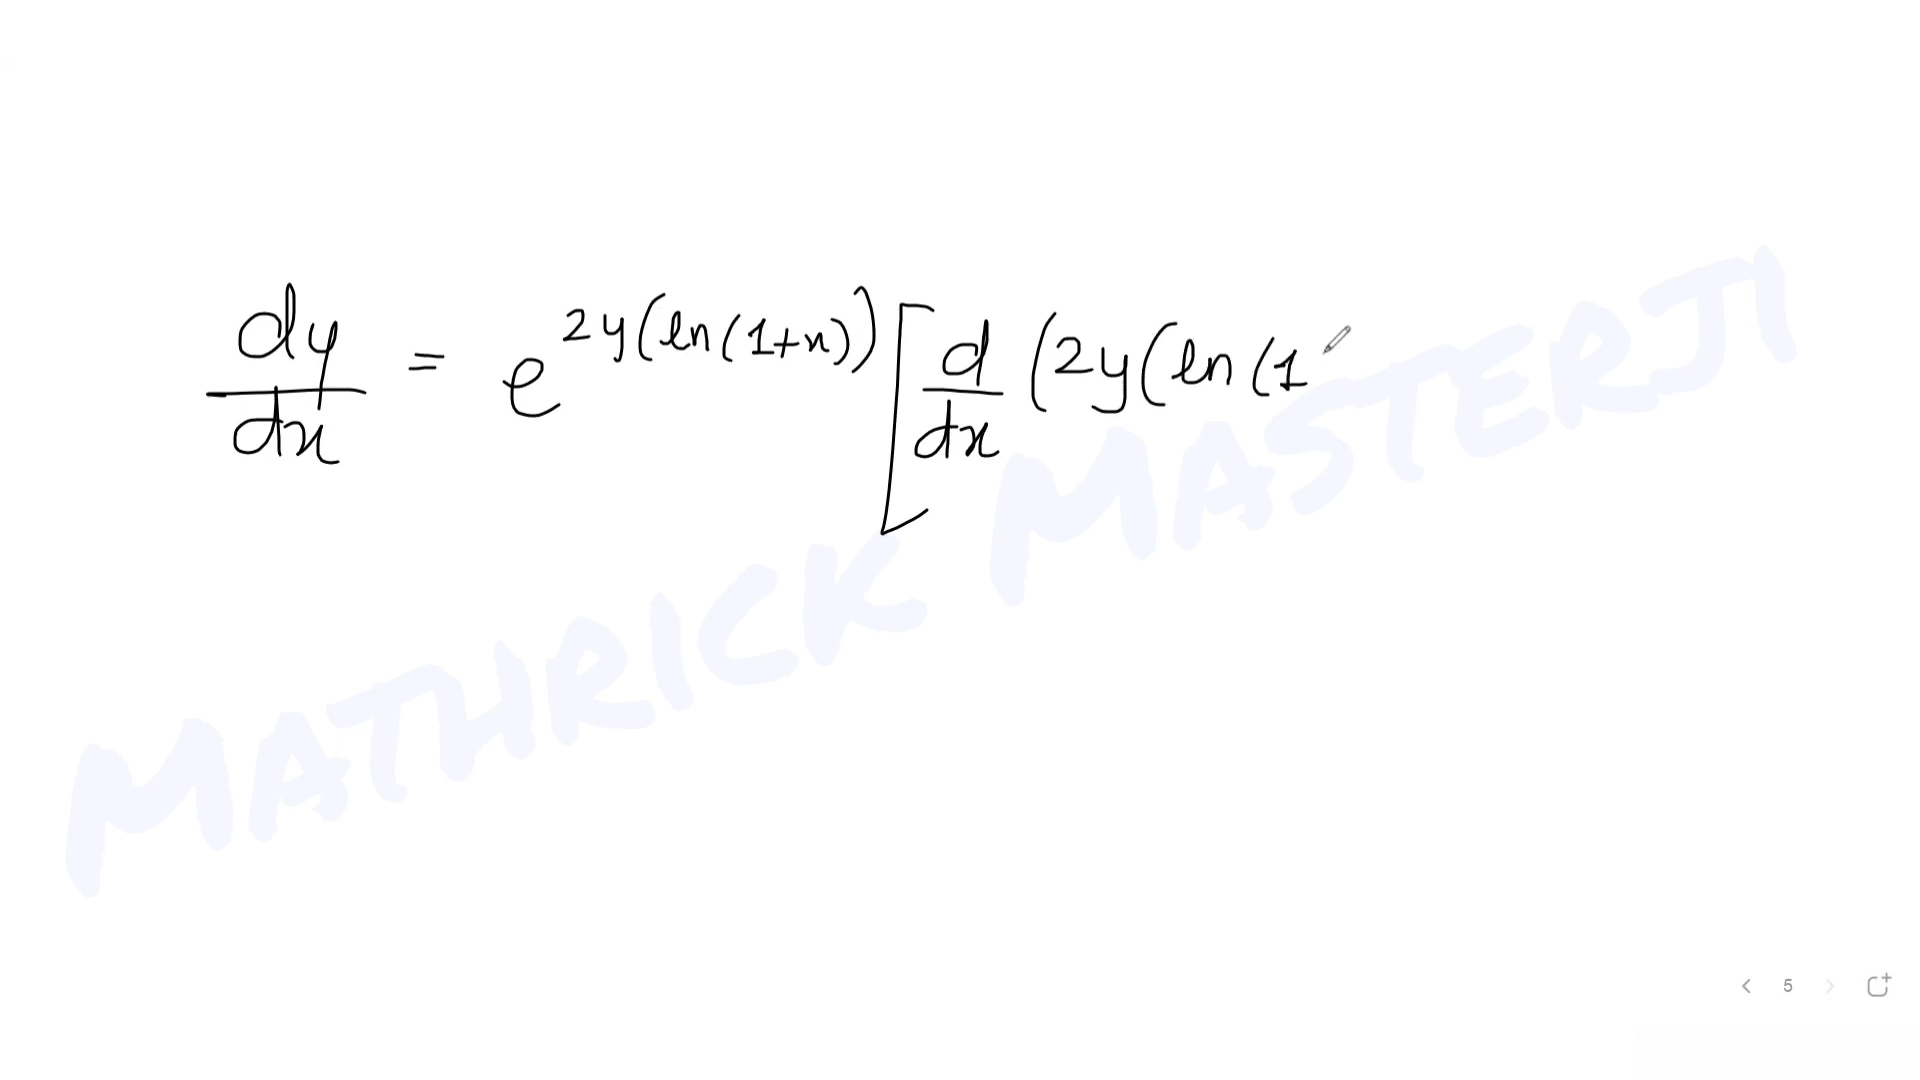 dy/dx = e^{2y(ln(1+x))} [ d/dx (2y(ln(1
MATHRICK MASTERJI
5